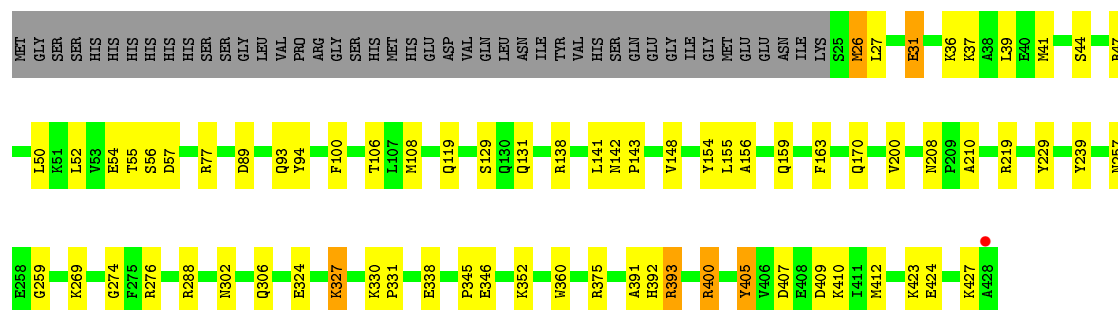 MET GLY SER SER HIS HIS HIS HIS HIS HIS SER SER GLY LEU VAL PRO ARG GLY SER HIS MET HIS GLU ASP VAL GLN LEU ASN ILE TYR VAL HIS SER GLN GLU GLY ILE GLY MET GLU GLU ASN ILE LYS S25 M26 L27 E31 K36 K37 A38 L39 E40 M41 S44 R47
L50 K51 L52 V53 E54 T55 S56 D57 R77 D89 Q93 Y94 F100 T106 L107 M108 Q119 S129 Q130 Q131 R138 L141 N142 P143 V148 Y154 L155 A156 Q159 F163 Q170 V200 N208 P209 A210 R219 Y229 Y239 N257
E258 G259 K269 G274 F275 R276 R288 N302 Q306 E324 K327 K330 P331 E338 P345 E346 K352 W360 R375 A391 H392 R393 R400 Y405 V406 D407 E408 D409 K410 I411 M412 K423 E424 K427 A428